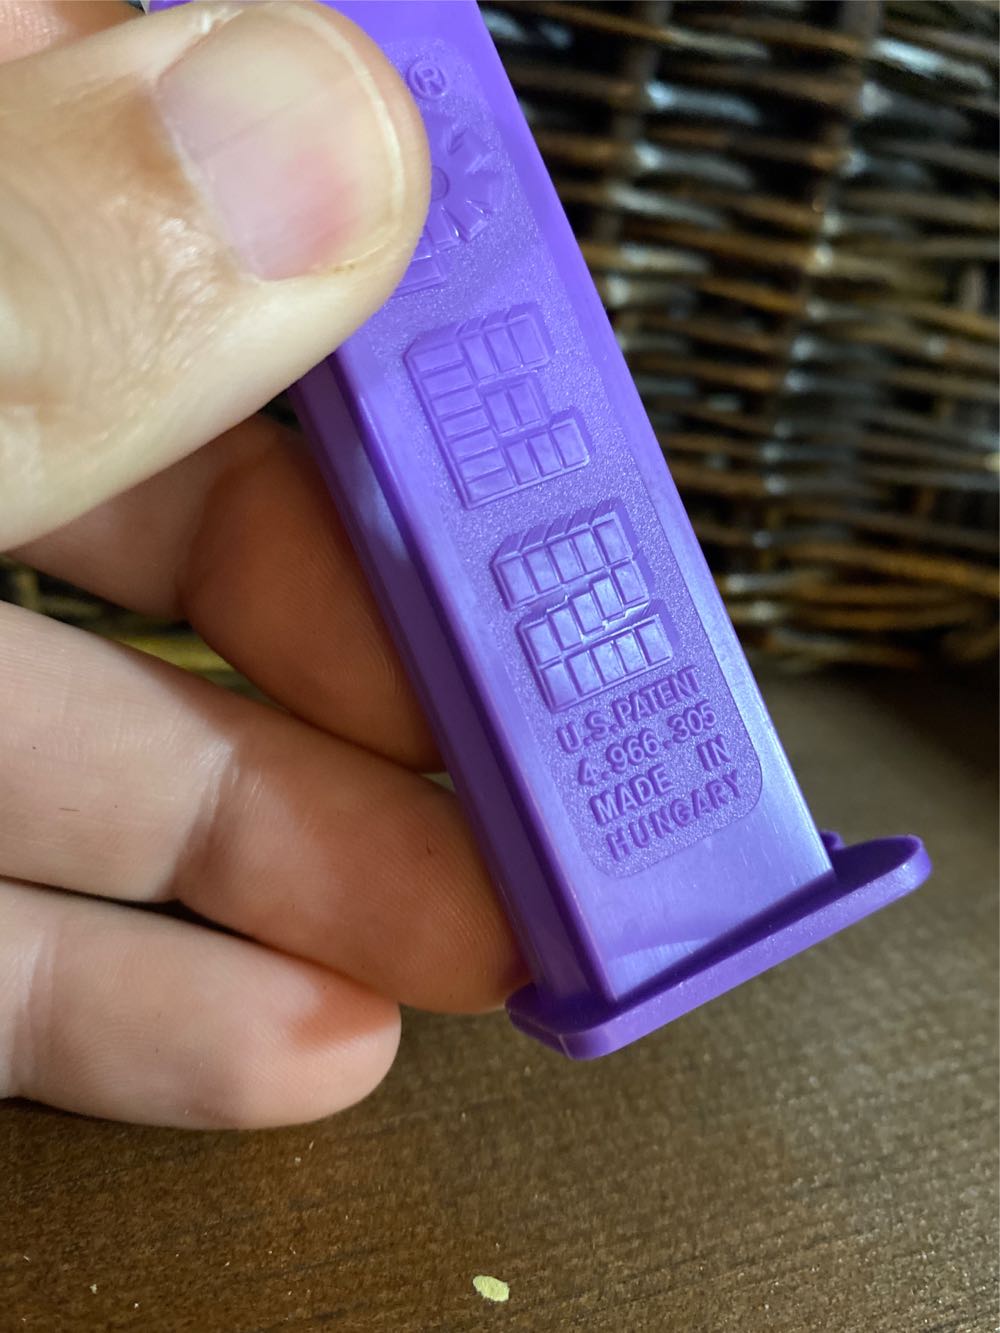 ®
P
E
Z
U.S. PATENT
4.966.305
MADE IN
HUNGARY